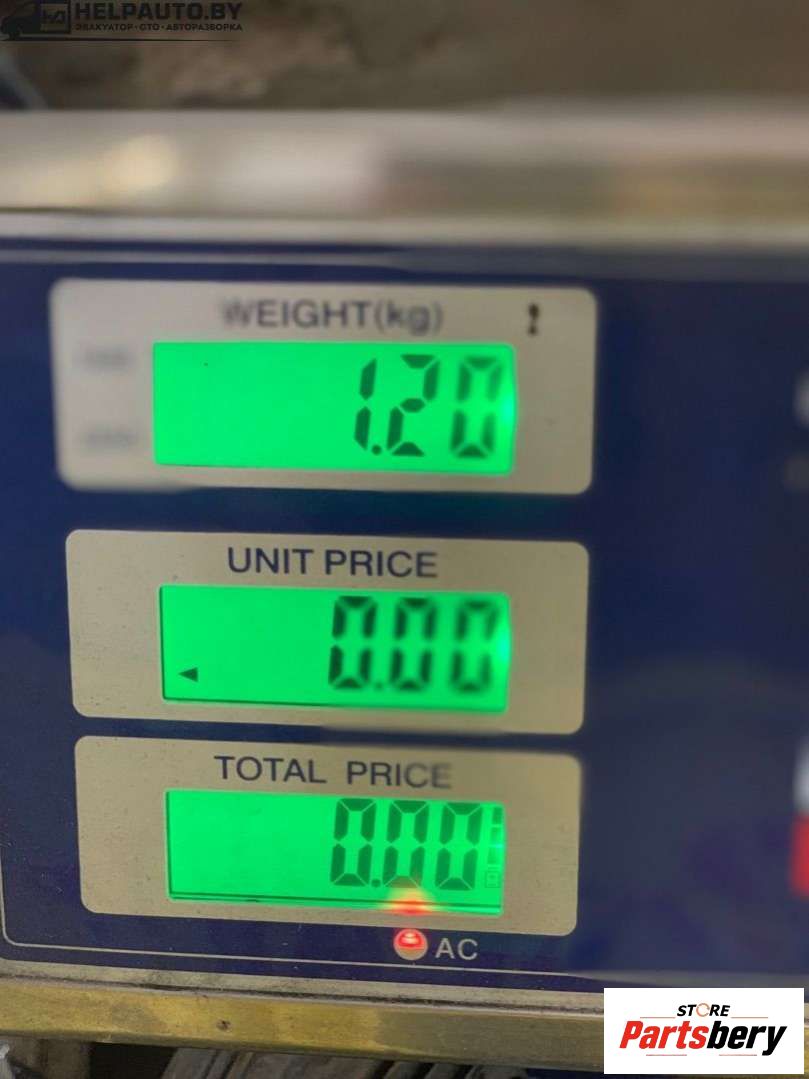 HELPAUTO.BY
ЭВАКУАТОР · СТО · АВТОРАЗБОРКА
WEIGHT(kg)
1.20
UNIT PRICE
0.00
TOTAL PRICE
0.00
AC
STORE
Partsbery